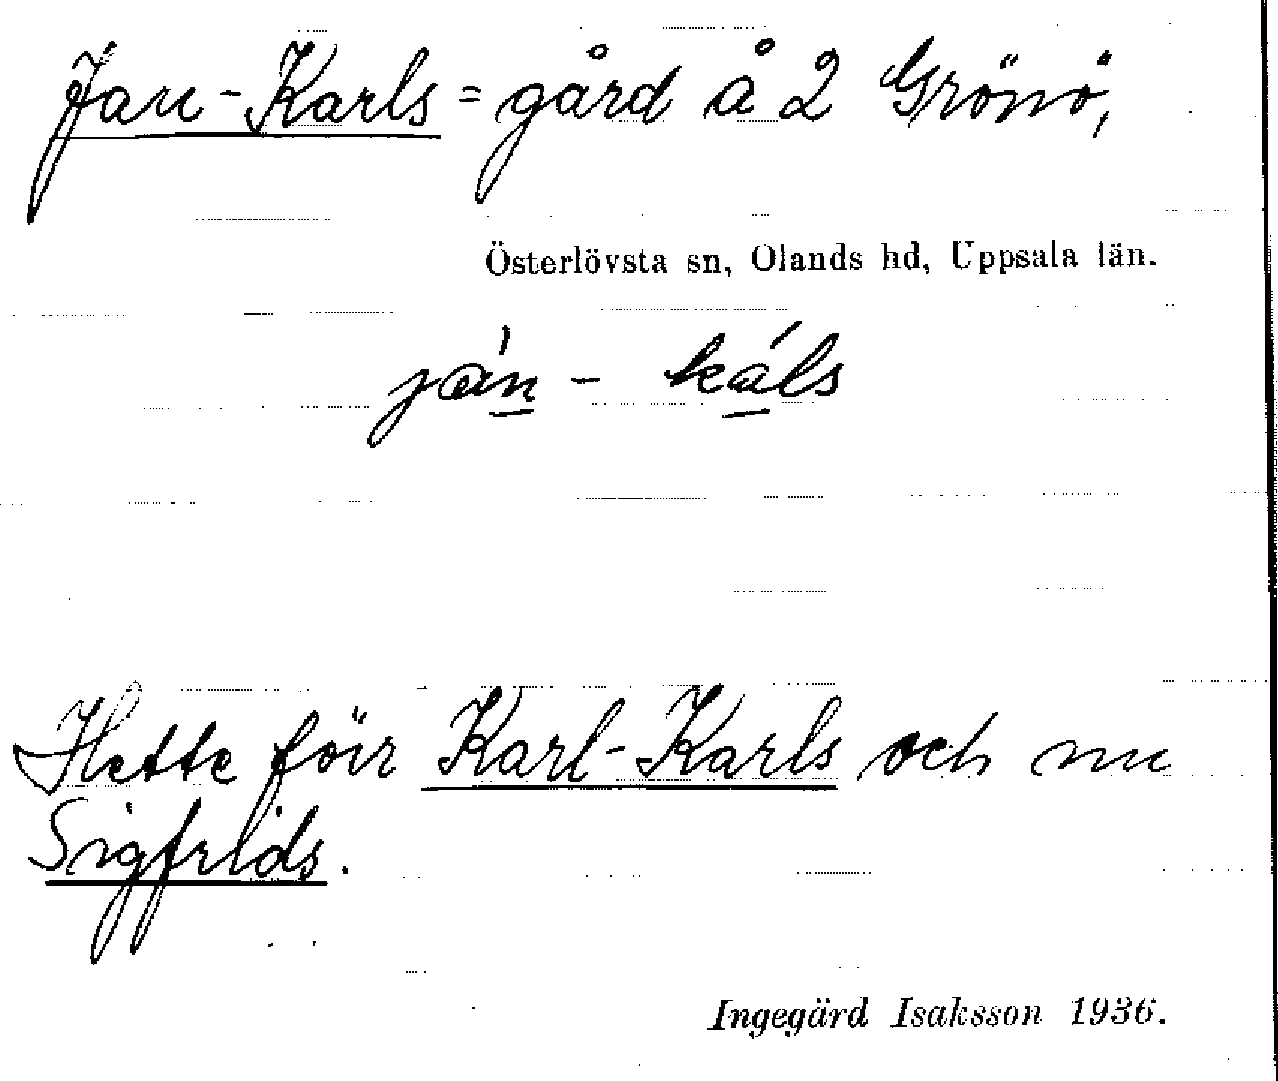 Jan-Karls = gård å 2 Grönö,
Österlövsta sn, Olands hd, Uppsala län.
ján - káls
Hette förr Karl-Karls och nu
Sigfrids.
Ingegärd Isaksson 1936.